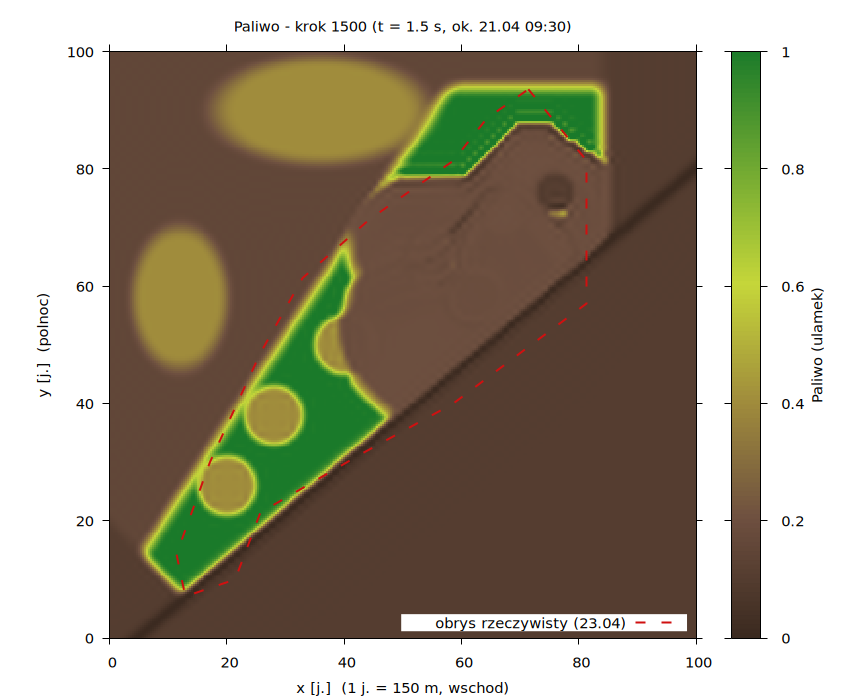 Paliwo - krok 1500 (t = 1.5 s, ok. 21.04 09:30)
100
80
60
40
20
0
y [j.] (polnoc)
obrys rzeczywisty (23.04)
0 20 40 60 80 100
x [j.] (1 j. = 150 m, wschod)
1
0.8
0.6
0.4
0.2
0
Paliwo (ulamek)